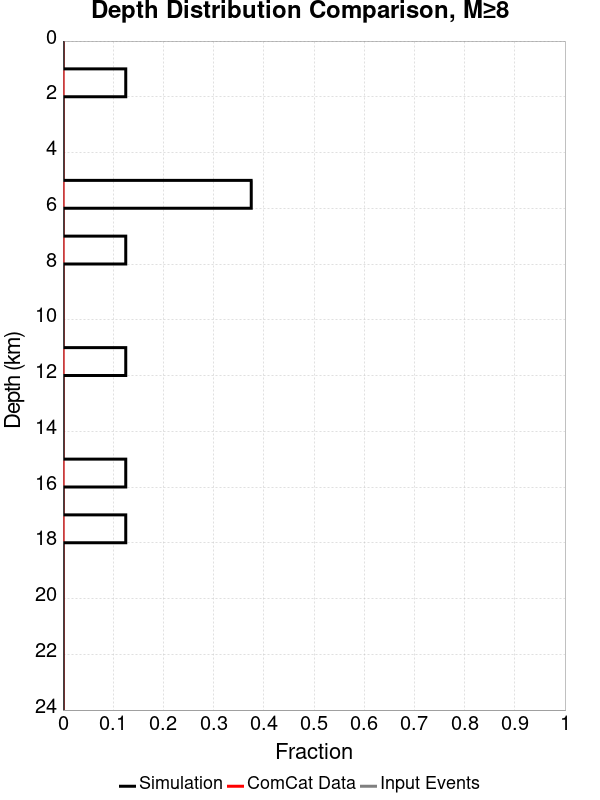 Depth Distribution Comparison, M≥8
0
2
4
6
8
10
12
14
16
18
20
22
24
Depth (km)
0 0.1 0.2 0.3 0.4 0.5 0.6 0.7 0.8 0.9 1
Fraction
Simulation ComCat Data Input Events